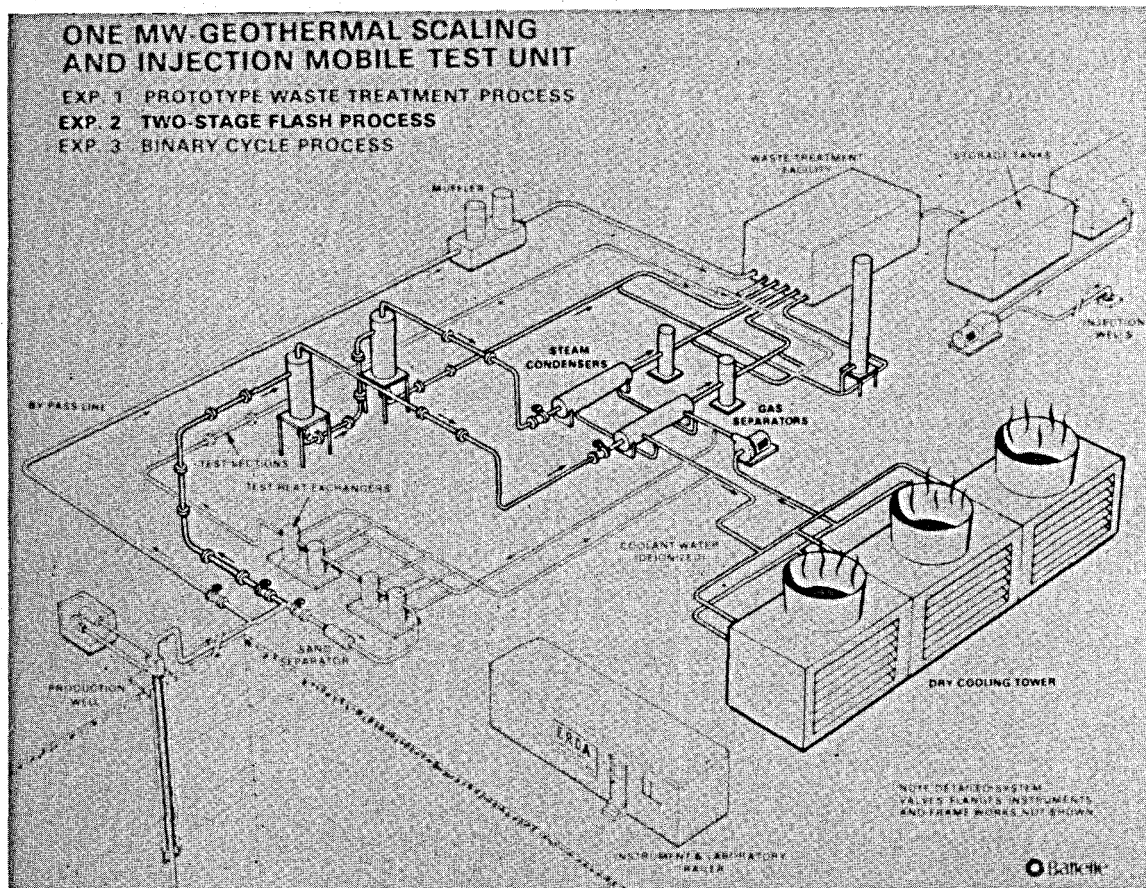 ONE MW-GEOTHERMAL SCALING
AND INJECTION MOBILE TEST UNIT
EXP. 1 PROTOTYPE WASTE TREATMENT PROCESS
EXP. 2 TWO-STAGE FLASH PROCESS
EXP. 3 BINARY CYCLE PROCESS
WASTE TREATMENT
FACILITY
STORAGE TANKS
MUFFLER
INJECTION
WELLS
STEAM
CONDENSERS
BY PASS LINE
GAS
SEPARATORS
TEST SECTIONS
TEST HEAT EXCHANGERS
COOLANT WATER
(DEIONIZED)
SAND
SEPARATOR
PRODUCTION
WELL
DRY COOLING TOWER
ERDA
NOTE DETAILED SYSTEM
VALVES FLANGES INSTRUMENTS
AND FRAME WORKS NOT SHOWN
INSTRUMENT & LABORATORY
TRAILER
Battelle